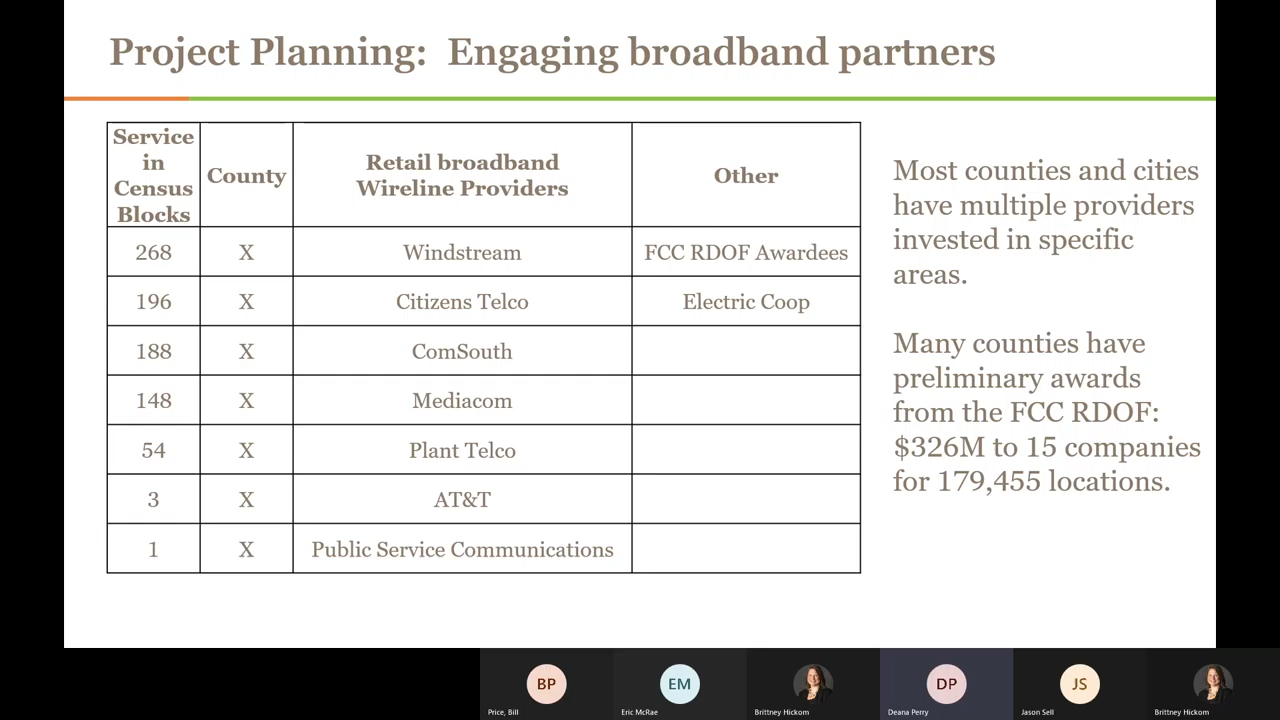 Project Planning:  Engaging broadband partners
Service
in
Census
Blocks
County
Retail broadband
Wireline Providers
Other
268 X Windstream FCC RDOF Awardees
196 X Citizens Telco Electric Coop
188 X ComSouth
148 X Mediacom
54 X Plant Telco
3 X AT&T
1 X Public Service Communications
Most counties and cities
have multiple providers
invested in specific
areas.
Many counties have
preliminary awards
from the FCC RDOF:
$326M to 15 companies
for 179,455 locations.
BP
EM
DP
JS
Price, Bill
Eric McRae
Brittney Hickom
Deana Perry
Jason Sell
Brittney Hickom